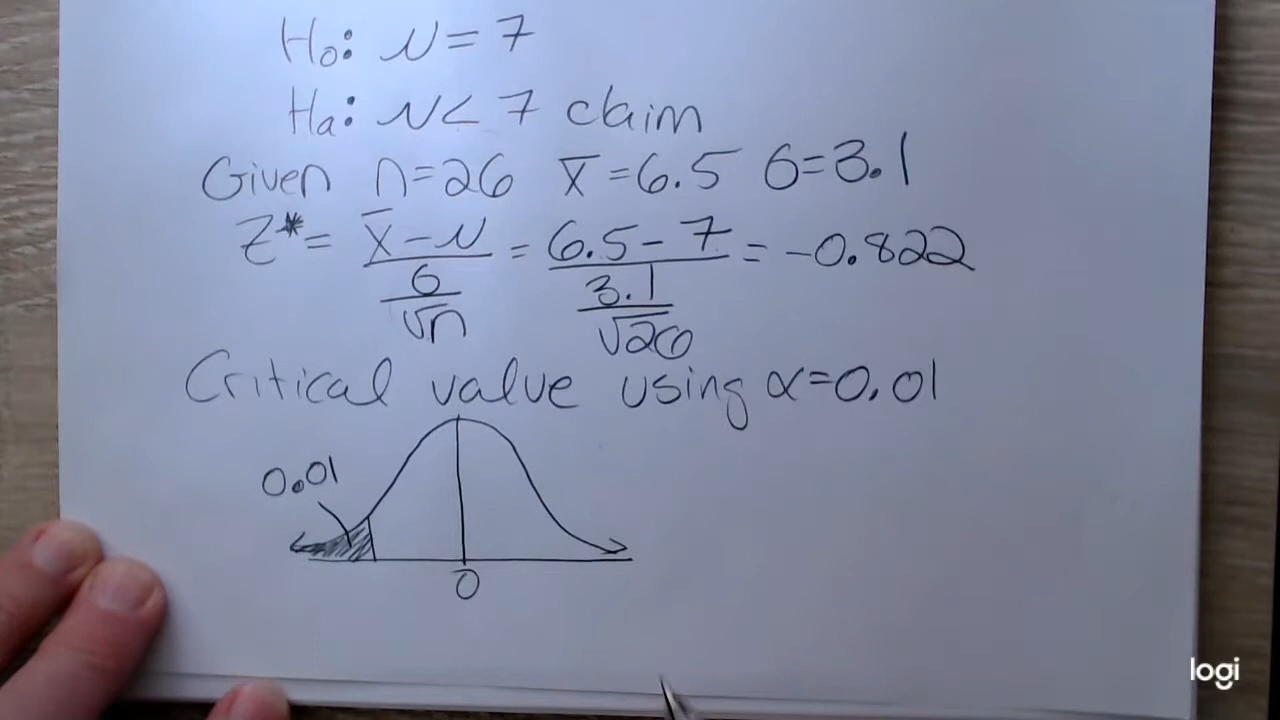 H₀: μ = 7
Hₐ: μ < 7 claim
Given n=26 x̄=6.5 σ=3.1
Z* = (x̄ − μ)/(σ/√n) = (6.5 − 7)/(3.1/√26) = −0.822
Critical value using α=0.01
0.01
0
logi